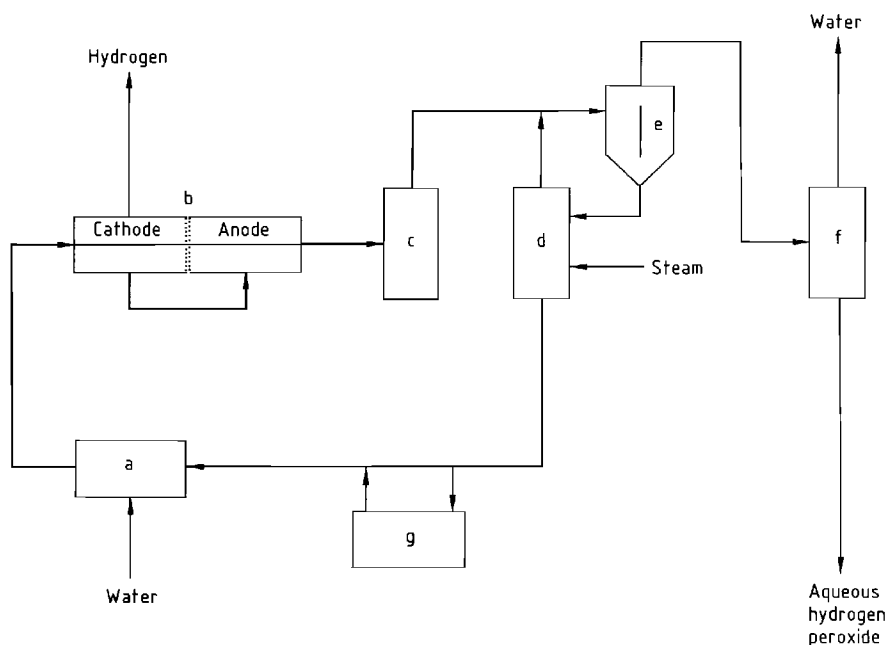 Water
Hydrogen
e
b
Cathode
Anode
c
d
f
Steam
a
g
Water
Aqueous
hydrogen
peroxide